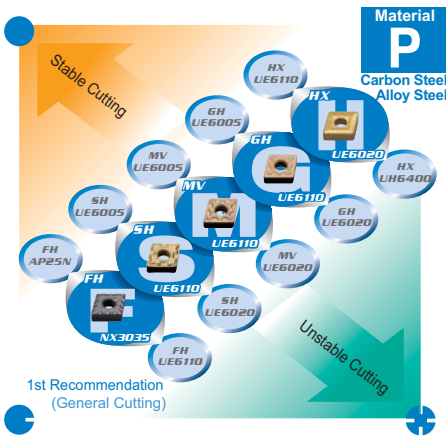 Material
P
Carbon Steel
Alloy Steel
Stable Cutting
HX
UE6110
HX
H
UE6020
GH
UE6005
GH
G
UE6110
HX
UH6400
MV
UE6005
MV
M
UE6110
GH
UE6020
SH
UE6005
SH
S
UE6110
MV
UE6020
FH
AP25N
FH
F
NX3035
SH
UE6020
FH
UE6110
Unstable Cutting
1st Recommendation
(General Cutting)